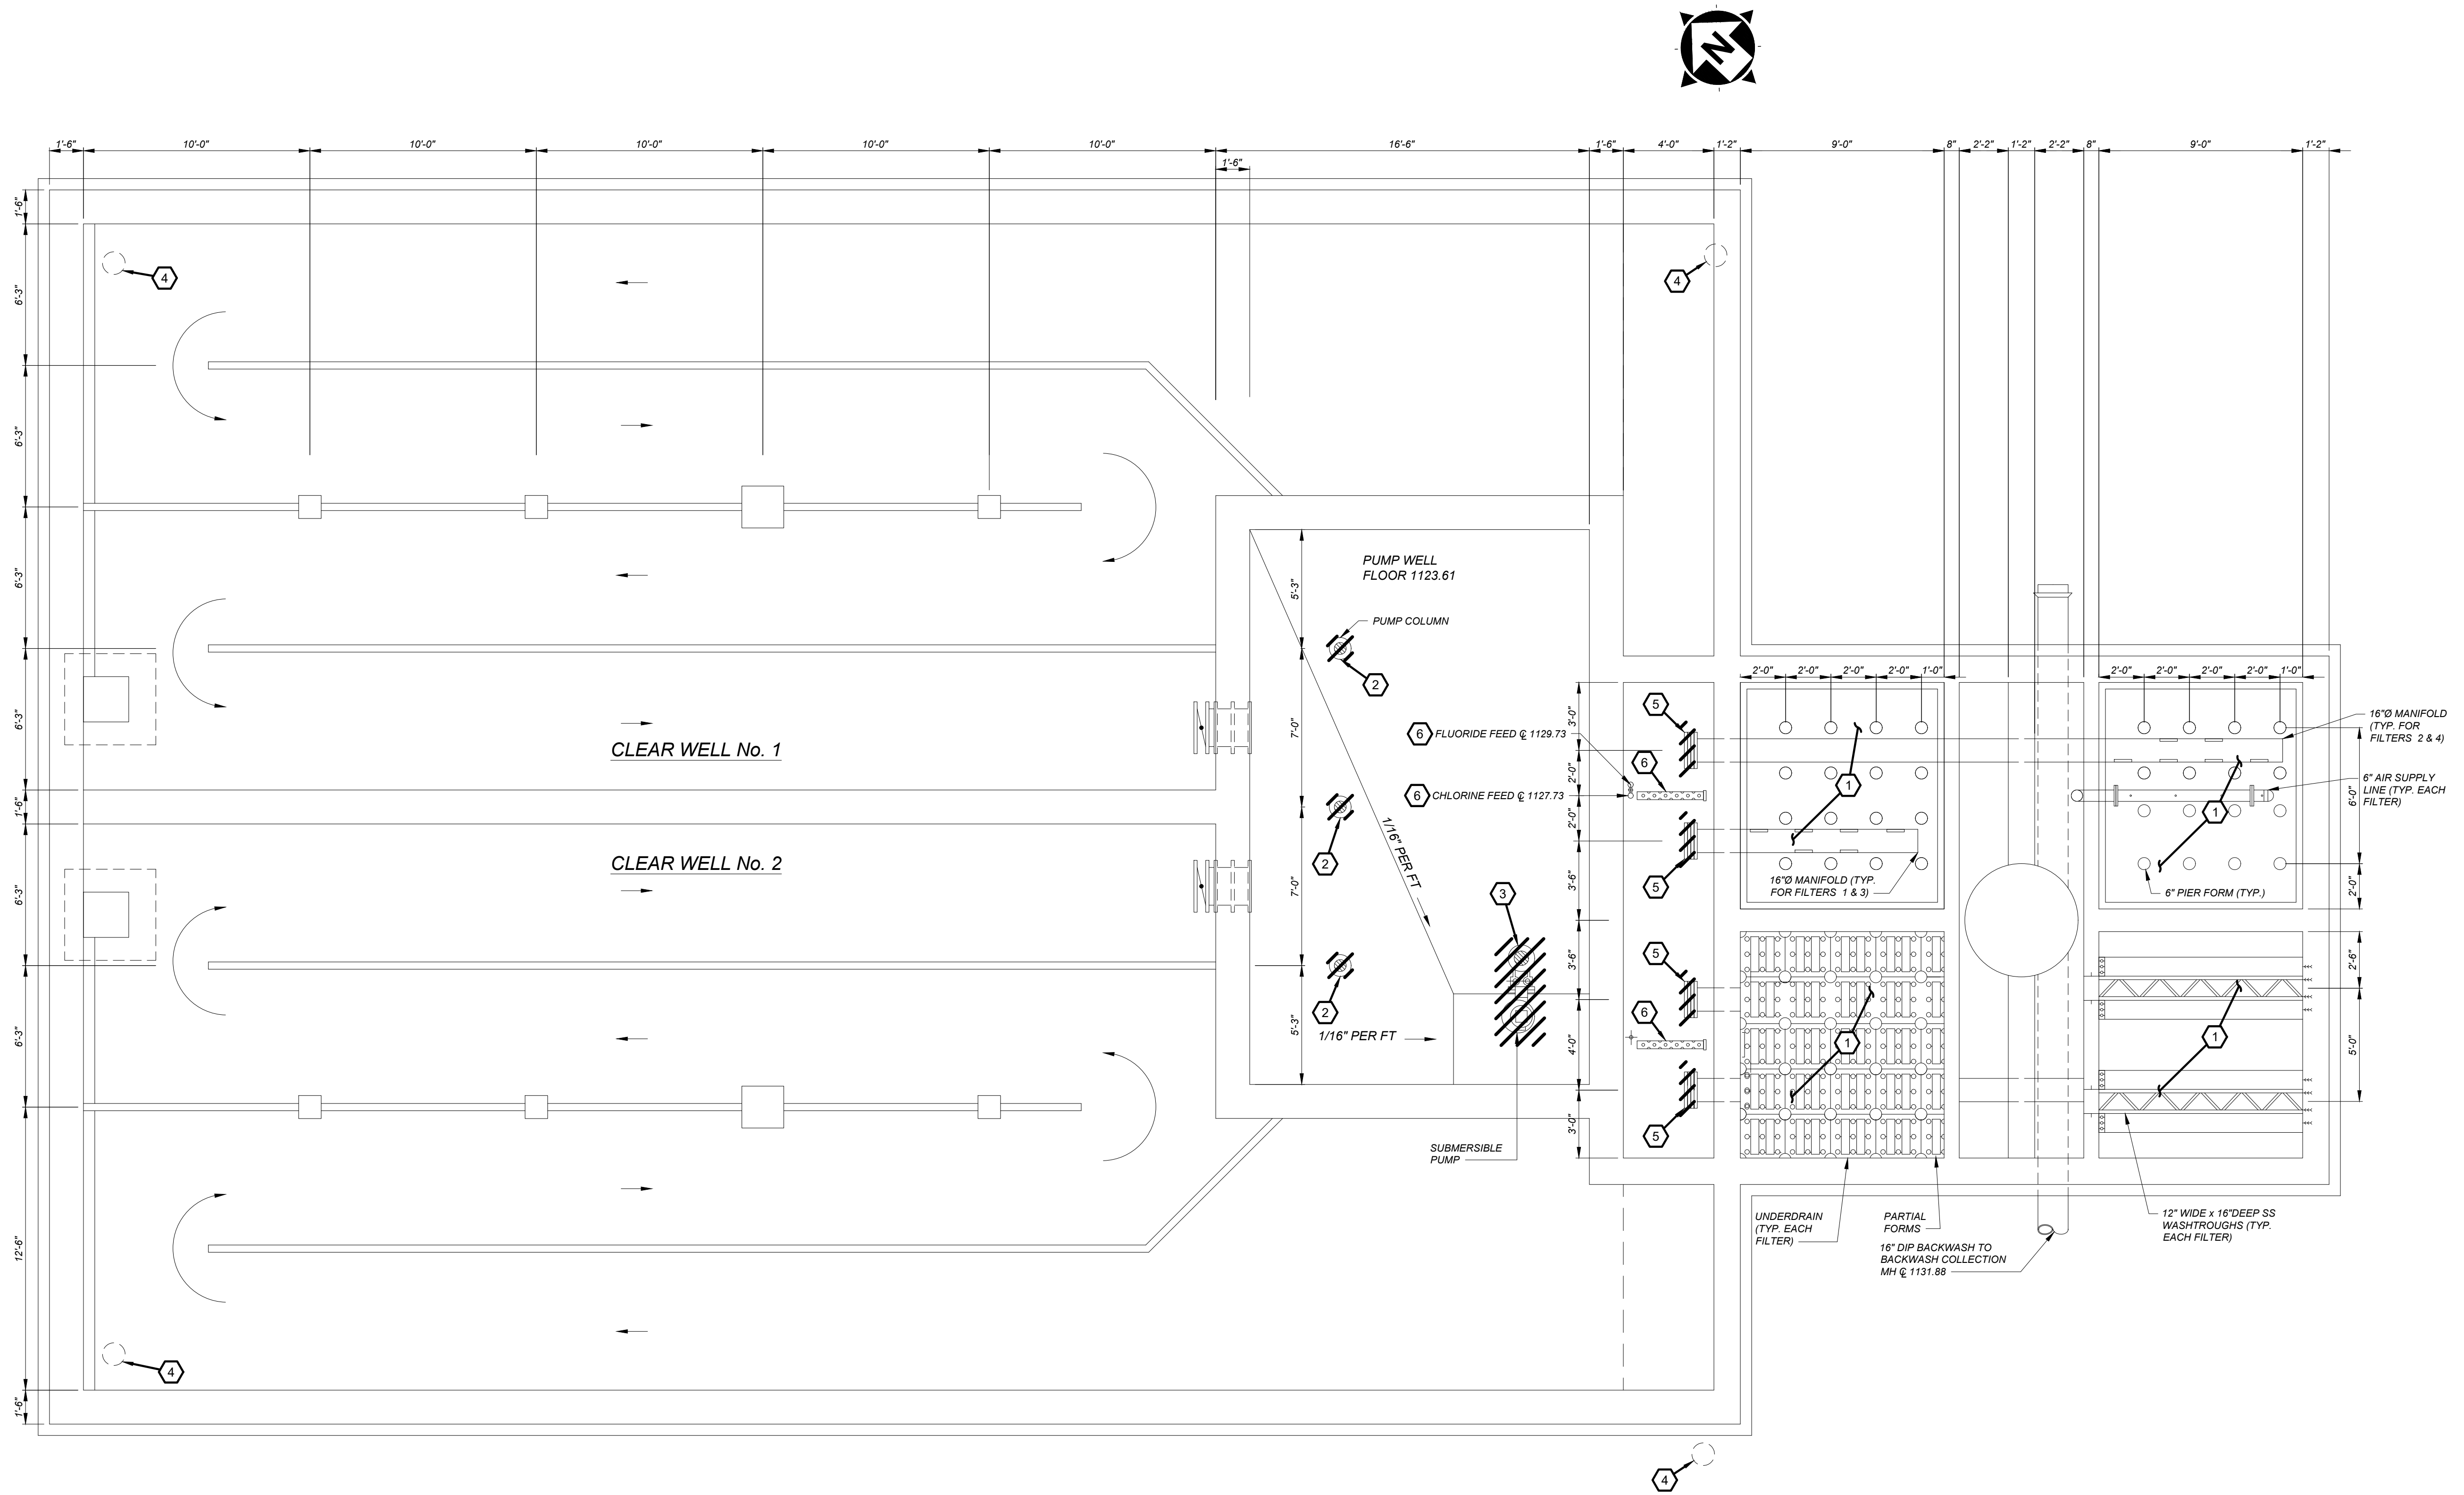 N
1'-6"
10'-0"
10'-0"
10'-0"
10'-0"
10'-0"
16'-6"
1'-6"
4'-0"
1'-2"
9'-0"
8"
2'-2"
1'-2"
2'-2"
8"
9'-0"
1'-2"
1'-6"
1'-6"
6'-3"
6'-3"
6'-3"
6'-3"
1'-6"
6'-3"
6'-3"
12'-6"
1'-6"
4
4
PUMP WELL
FLOOR 1123.61
PUMP COLUMN
2
5'-3"
7'-0"
7'-0"
5'-3"
CLEAR WELL No. 1
CLEAR WELL No. 2
6
FLUORIDE FEED ℄ 1129.73
6
CHLORINE FEED ℄ 1127.73
1/16" PER FT
2
2
3
1/16" PER FT
SUBMERSIBLE
PUMP
3'-0"
2'-0"
2'-0"
3'-6"
3'-6"
4'-0"
3'-0"
5
6
5
5
6
5
2'-0"
2'-0"
2'-0"
2'-0"
1'-0"
2'-0"
2'-0"
2'-0"
2'-0"
1'-0"
1
1
16"Ø MANIFOLD (TYP.
FOR FILTERS 1 & 3)
16"Ø MANIFOLD
(TYP. FOR
FILTERS 2 & 4)
6" AIR SUPPLY
LINE (TYP. EACH
FILTER)
6" PIER FORM (TYP.)
6'-0"
2'-0"
2'-6"
5'-0"
1
1
UNDERDRAIN
(TYP. EACH
FILTER)
PARTIAL
FORMS
16" DIP BACKWASH TO
BACKWASH COLLECTION
MH ℄ 1131.88
12" WIDE x 16"DEEP SS
WASHTROUGHS (TYP.
EACH FILTER)
4
4